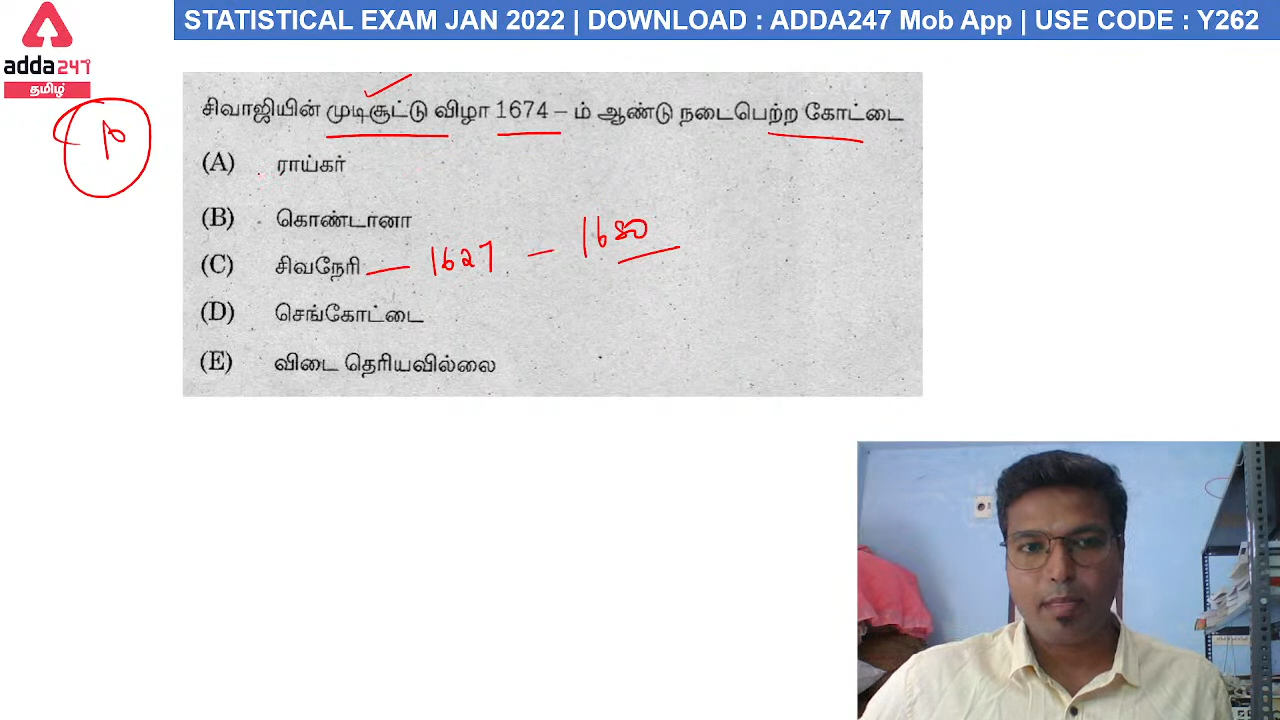 STATISTICAL EXAM JAN 2022 | DOWNLOAD : ADDA247 Mob App | USE CODE : Y262
adda247
தமிழ்
A
சிவாஜியின் முடிசூட்டு விழா 1674 – ம் ஆண்டு நடைபெற்ற கோட்டை
(A) ராய்கர்
(B) கொண்டானா
(C) சிவநேரி — 1627 — 1680
(D) செங்கோட்டை
(E) விடை தெரியவில்லை